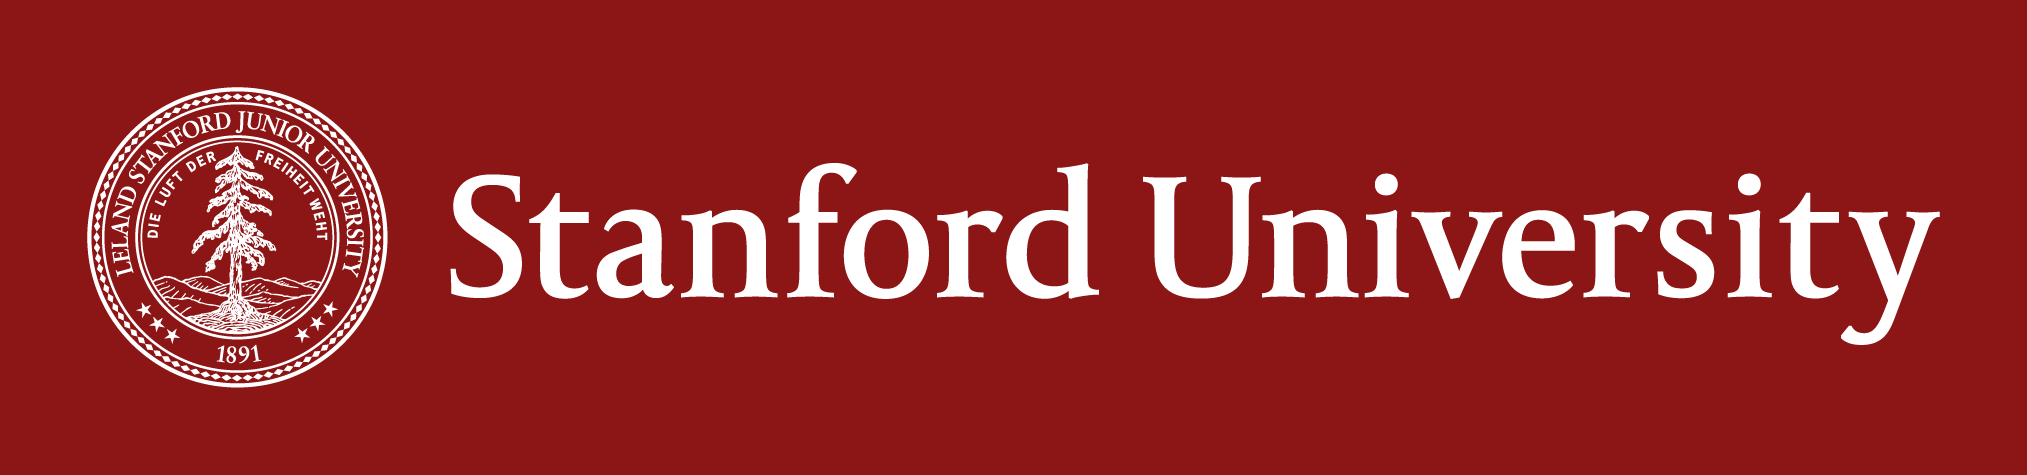 LELAND STANFORD JUNIOR UNIVERSITY
DIE LUFT DER FREIHEIT WEHT
1891
Stanford University